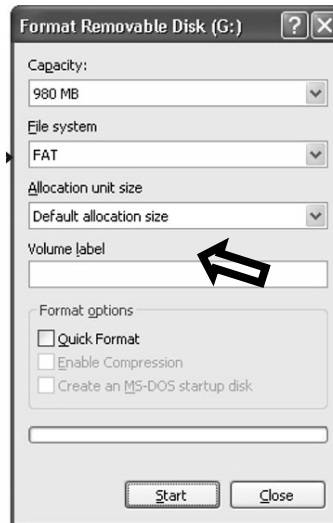 Format Removable Disk (G:)
Capacity:
980 MB
File system
FAT
Allocation unit size
Default allocation size
Volume label
Format options
Quick Format
Enable Compression
Create an MS-DOS startup disk
Start
Close